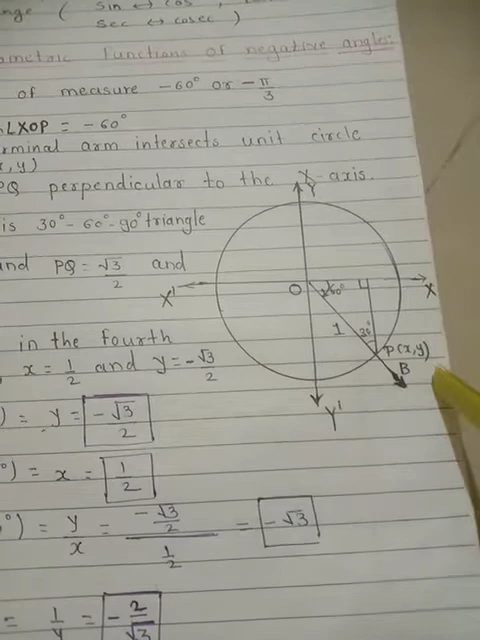 nge ( sin ↔ cos ,
sec ↔ cosec )
ometric functions of negative angles:
of measure -60° or -π/3
LXOP = -60°
rminal arm intersects unit circle
x, y)
PQ perpendicular to the X-axis.
is 30°-60°-90° triangle
and PQ = √3/2 and
in the fourth
x = 1/2 and y = -√3/2
) = y = -√3/2
°) = x = 1/2
°) = y/x = -√3/2 / 1/2 = -√3
= 1/y = -2/√3
Y
X'
O
60°
X
1
30°
P(x,y)
B
Y'